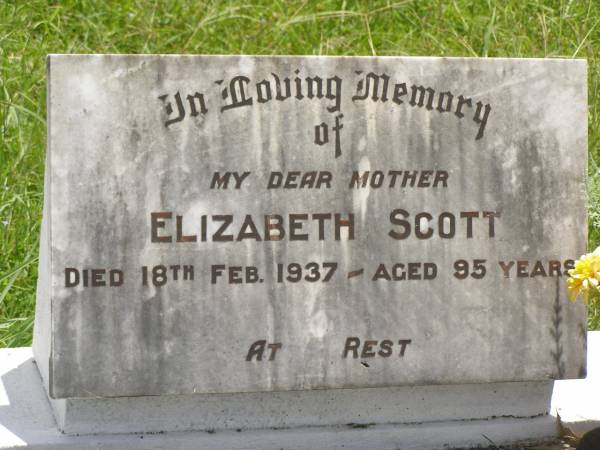 In Loving Memory
of
MY DEAR MOTHER
ELIZABETH SCOTT
DIED 18TH FEB. 1937 – AGED 95 YEARS
AT REST